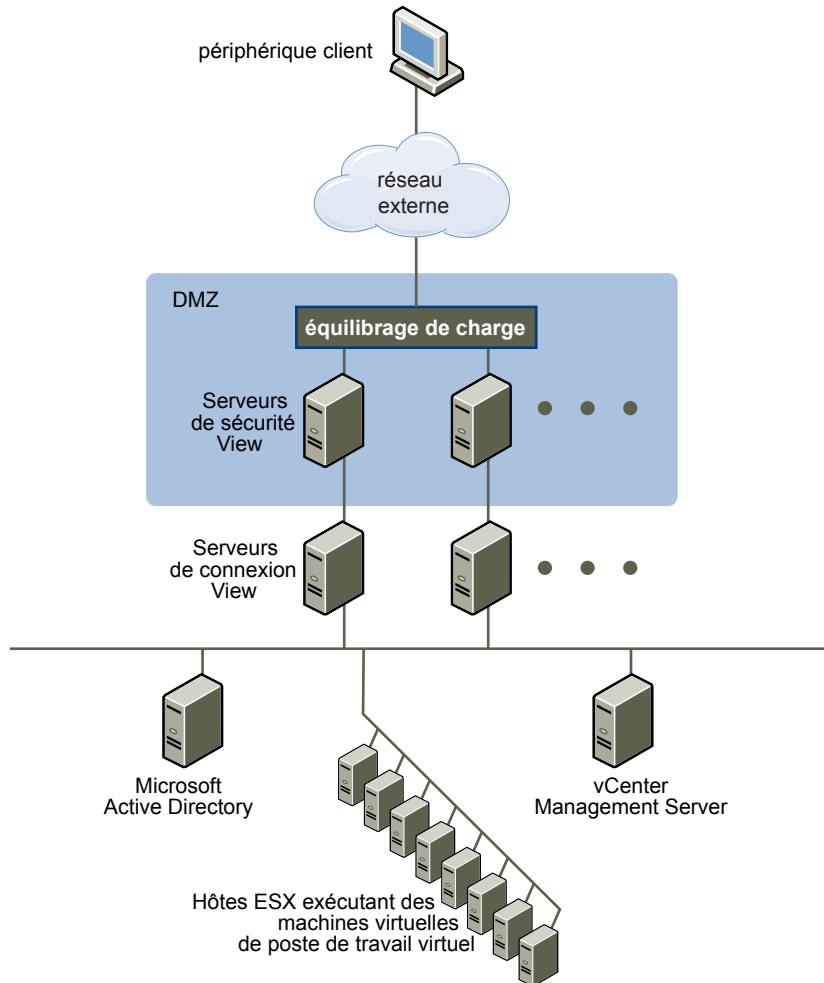 périphérique client
réseau
externe
DMZ
équilibrage de charge
Serveurs
de sécurité
View
Serveurs
de connexion
View
Microsoft
Active Directory
vCenter
Management Server
Hôtes ESX exécutant des
machines virtuelles
de poste de travail virtuel